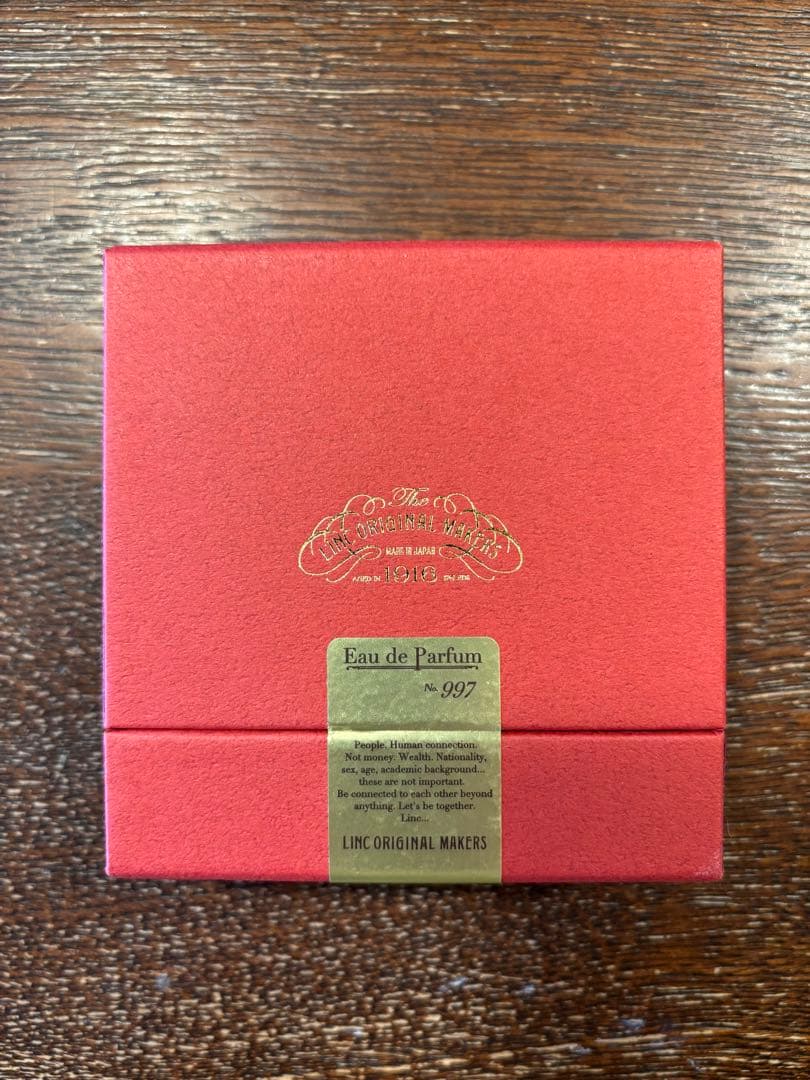 The
LINC ORIGINAL MAKERS
MADE IN JAPAN
1916
Eau de Parfum
No. 997
People. Human connection.
Not money. Wealth. Nationality,
sex, age, academic background...
these are not important.
Be connected to each other beyond
anything. Let's be together.
Linc...
LINC ORIGINAL MAKERS